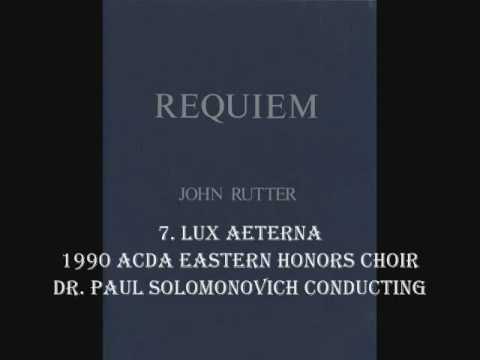 REQUIEM
JOHN RUTTER
7. LUX AETERNA
1990 ACDA EASTERN HONORS CHOIR
DR. PAUL SOLOMONOVICH CONDUCTING